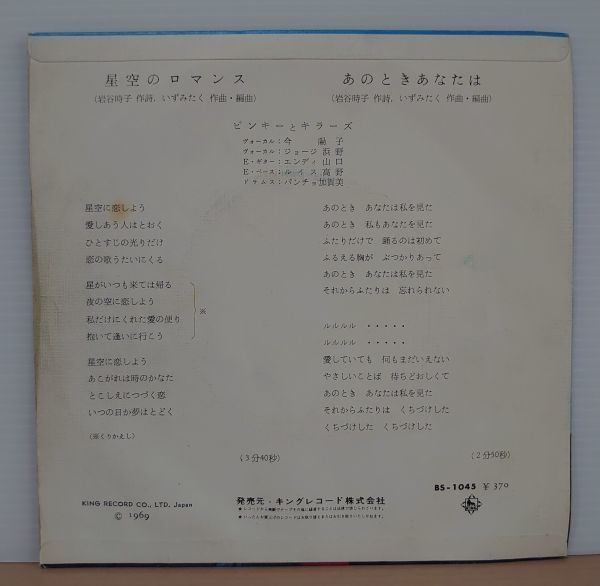 星空のロマンス
(岩谷時子 作詩, いずみたく 作曲・編曲)
あのときあなたは
(岩谷時子 作詩, いずみたく 作曲・編曲)
ピンキーとキラーズ
ヴォーカル:今 陽子
ヴォーカル:ジョージ浜野
E・ギター:エンディ山口
E・ベース:ルイス高野
ドラムス:パンチョ加賀美
星空に恋しよう
愛しあう人はとおく
ひとすじの光りだけ
恋の歌うたいにくる
星がいつも来ては帰る
夜の空に恋しよう
私だけにくれた愛の便り
抱いて逢いに行こう
※
星空に恋しよう
あこがれは時のかなた
とこしえにつづく恋
いつの日か夢はとどく
(※くりかえし)
(3分40秒)
あのとき あなたは私を見た
あのとき 私もあなたを見た
ふたりだけで 踊るのは初めて
ふるえる胸が ぶつかりあって
あのとき あなたは私を見た
それからふたりは 忘れられない
ルルルル ・・・・・
ルルルル ・・・・・
愛していても 何もまだいえない
やさしいことば 待ちどおしくて
あのとき あなたは私を見た
それからふたりは くちづけした
くちづけした くちづけした
(2分50秒)
KING RECORD CO., LTD. Japan
© 1969
発売元・キングレコード株式会社
BS-1045 ¥370